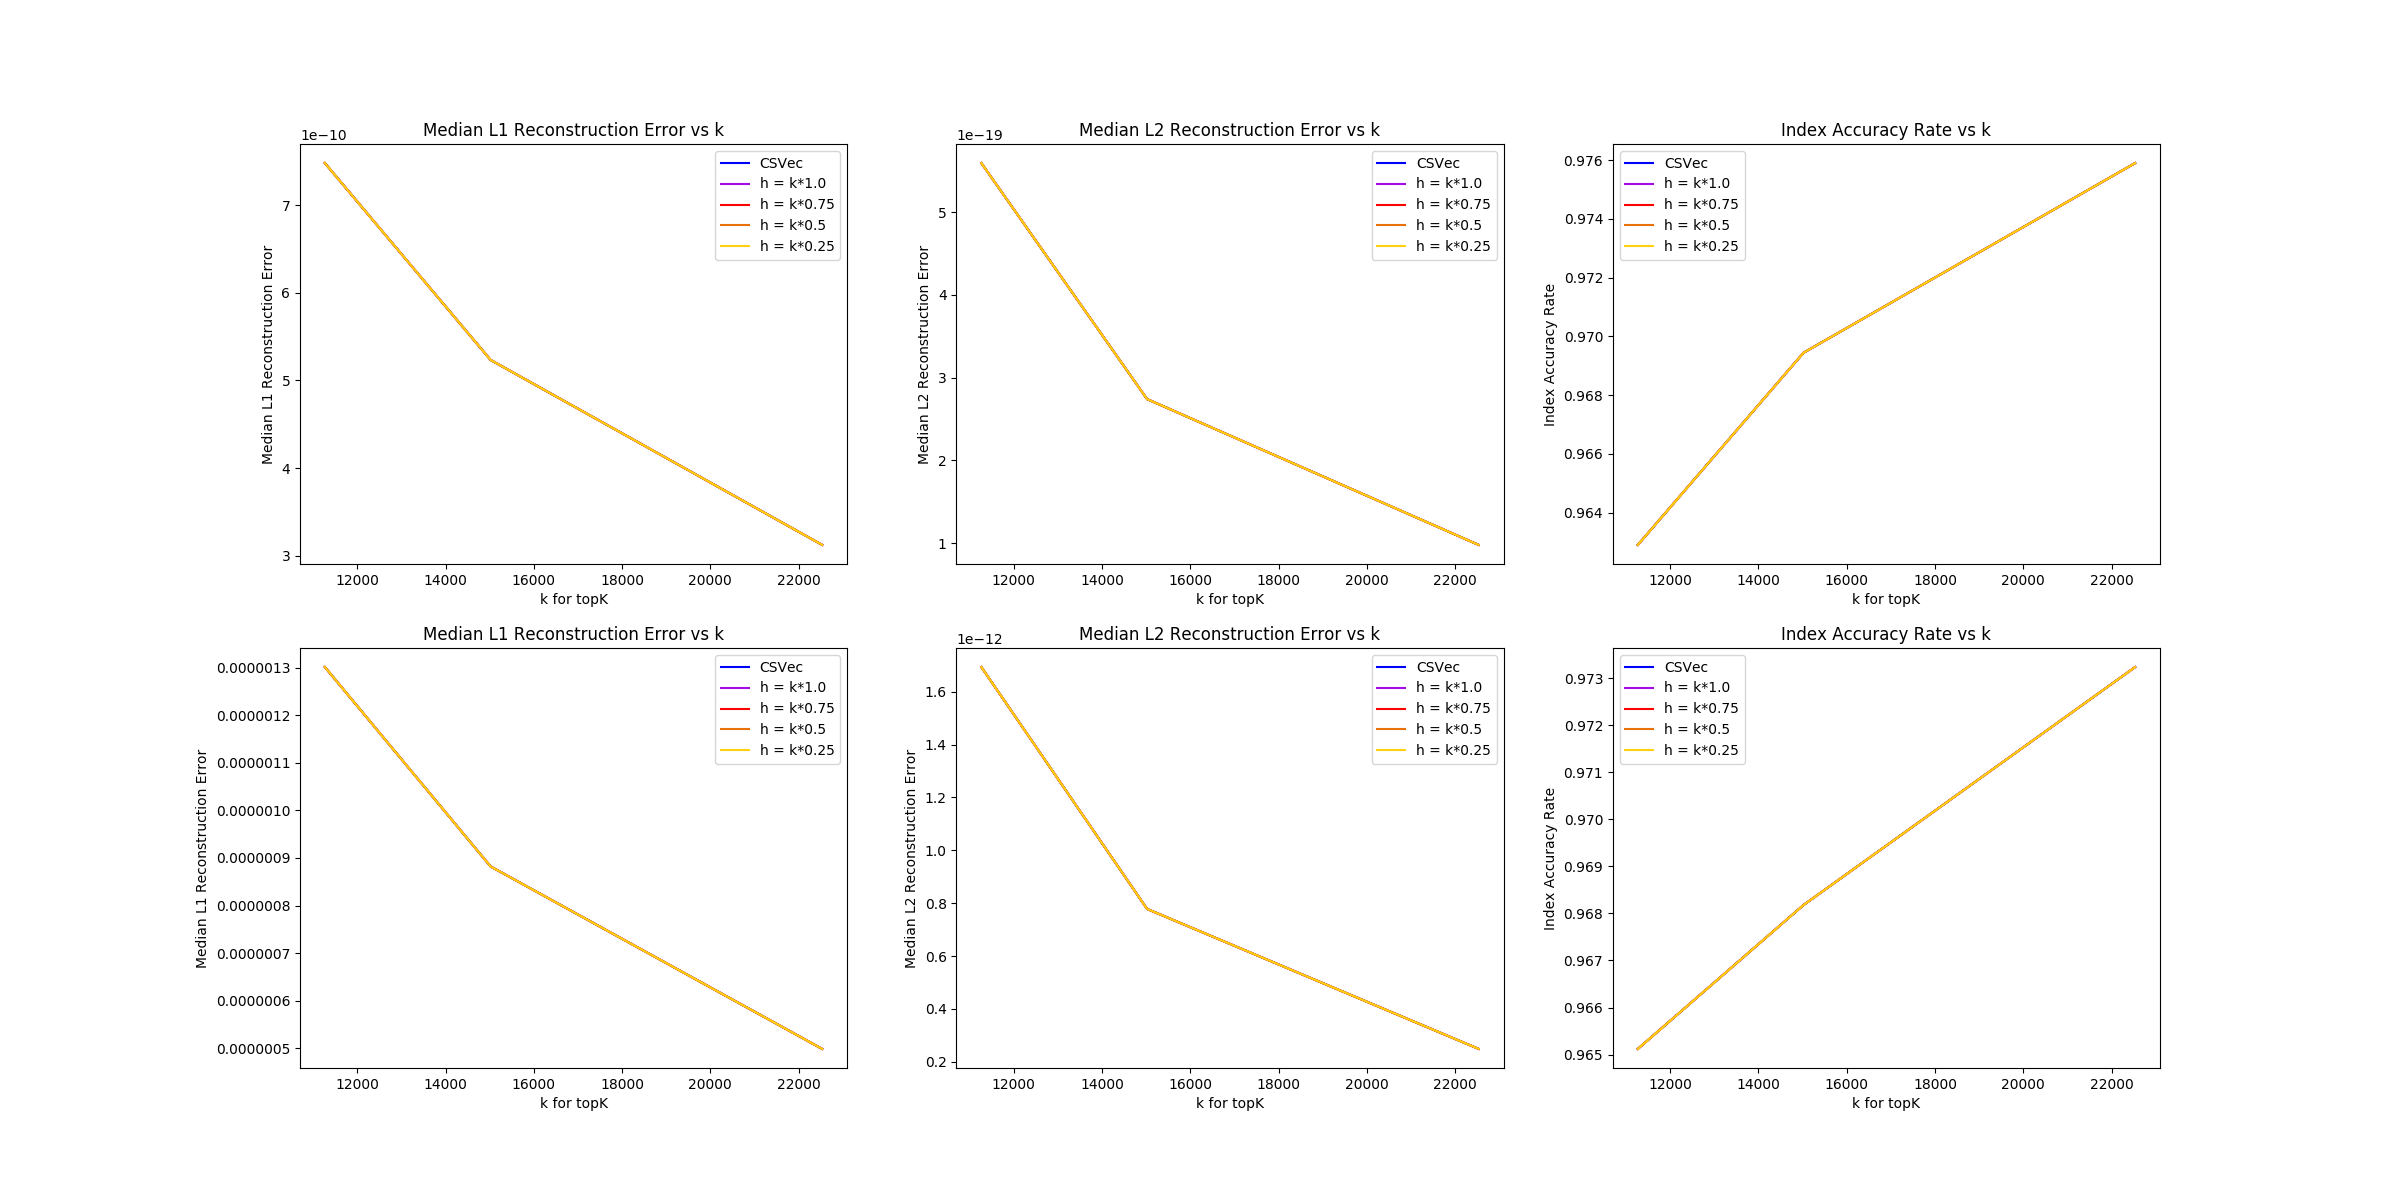 Median L1 Reconstruction Error vs k
1e−10
CSVec
h = k*1.0
h = k*0.75
h = k*0.5
h = k*0.25
7
6
5
4
3
Median L1 Reconstruction Error
12000 14000 16000 18000 20000 22000
k for topK
Median L2 Reconstruction Error vs k
1e−19
CSVec
h = k*1.0
h = k*0.75
h = k*0.5
h = k*0.25
5
4
3
2
1
Median L2 Reconstruction Error
12000 14000 16000 18000 20000 22000
k for topK
Index Accuracy Rate vs k
CSVec
h = k*1.0
h = k*0.75
h = k*0.5
h = k*0.25
0.976
0.974
0.972
0.970
0.968
0.966
0.964
Index Accuracy Rate
12000 14000 16000 18000 20000 22000
k for topK
Median L1 Reconstruction Error vs k
CSVec
h = k*1.0
h = k*0.75
h = k*0.5
h = k*0.25
0.0000013
0.0000012
0.0000011
0.0000010
0.0000009
0.0000008
0.0000007
0.0000006
0.0000005
Median L1 Reconstruction Error
12000 14000 16000 18000 20000 22000
k for topK
Median L2 Reconstruction Error vs k
1e−12
CSVec
h = k*1.0
h = k*0.75
h = k*0.5
h = k*0.25
1.6
1.4
1.2
1.0
0.8
0.6
0.4
0.2
Median L2 Reconstruction Error
12000 14000 16000 18000 20000 22000
k for topK
Index Accuracy Rate vs k
CSVec
h = k*1.0
h = k*0.75
h = k*0.5
h = k*0.25
0.973
0.972
0.971
0.970
0.969
0.968
0.967
0.966
0.965
Index Accuracy Rate
12000 14000 16000 18000 20000 22000
k for topK